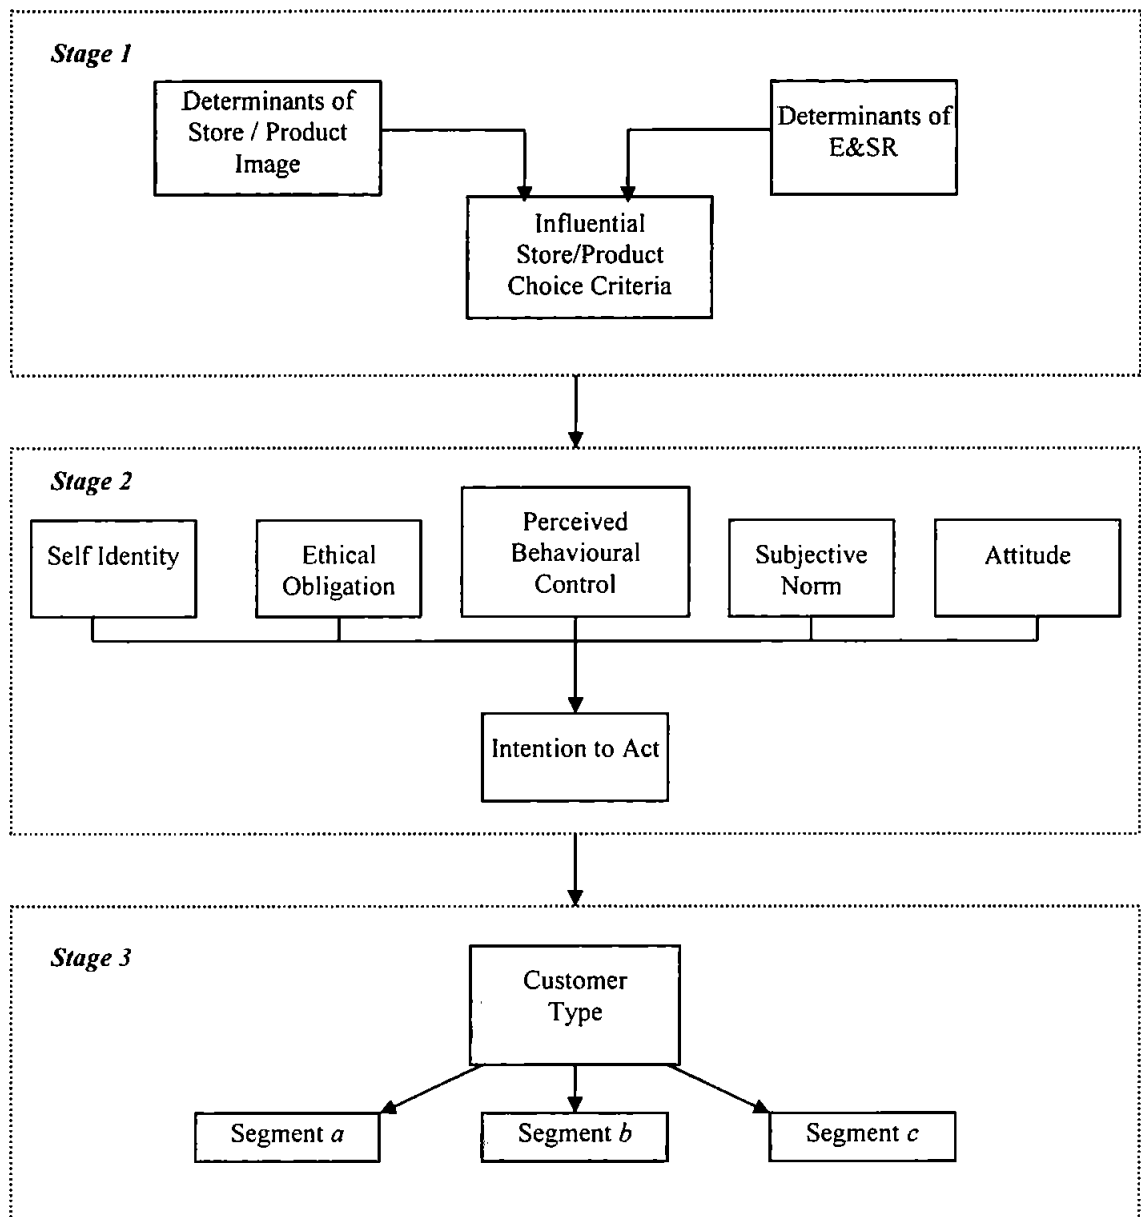 Stage 1
Determinants of
Store / Product
Image
Determinants of
E&SR
Influential
Store/Product
Choice Criteria
Stage 2
Self Identity
Ethical
Obligation
Perceived
Behavioural
Control
Subjective
Norm
Attitude
Intention to Act
Stage 3
Customer
Type
Segment a
Segment b
Segment c